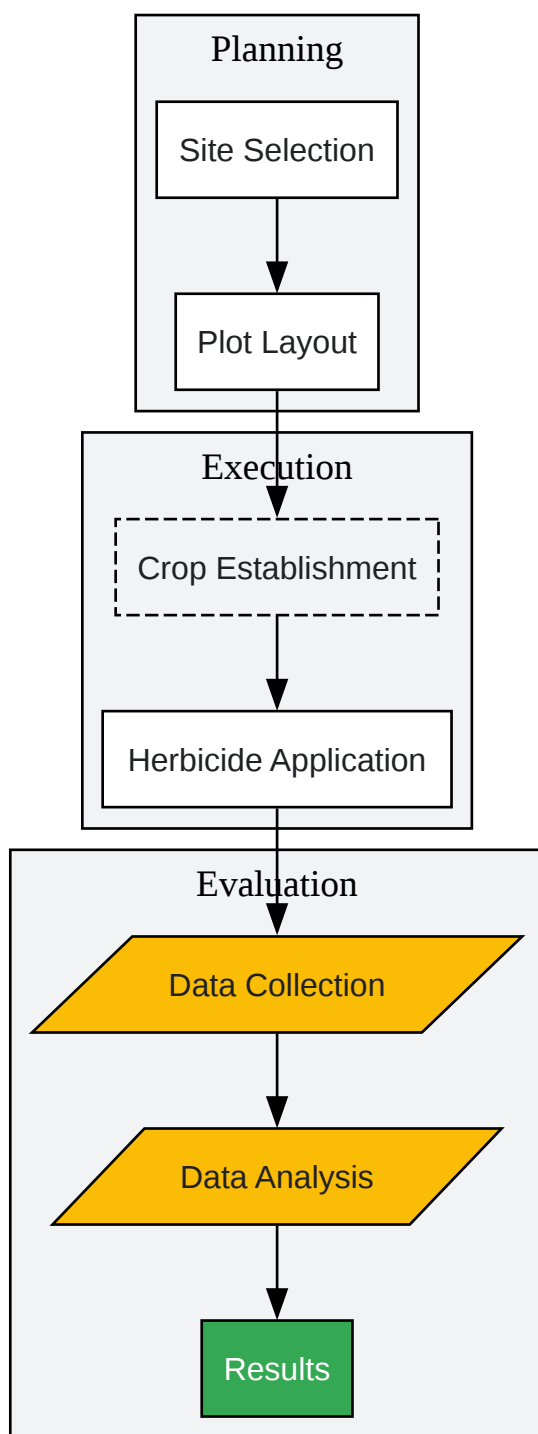 Planning
Site Selection
Plot Layout
Execution
Crop Establishment
Herbicide Application
Evaluation
Data Collection
Data Analysis
Results